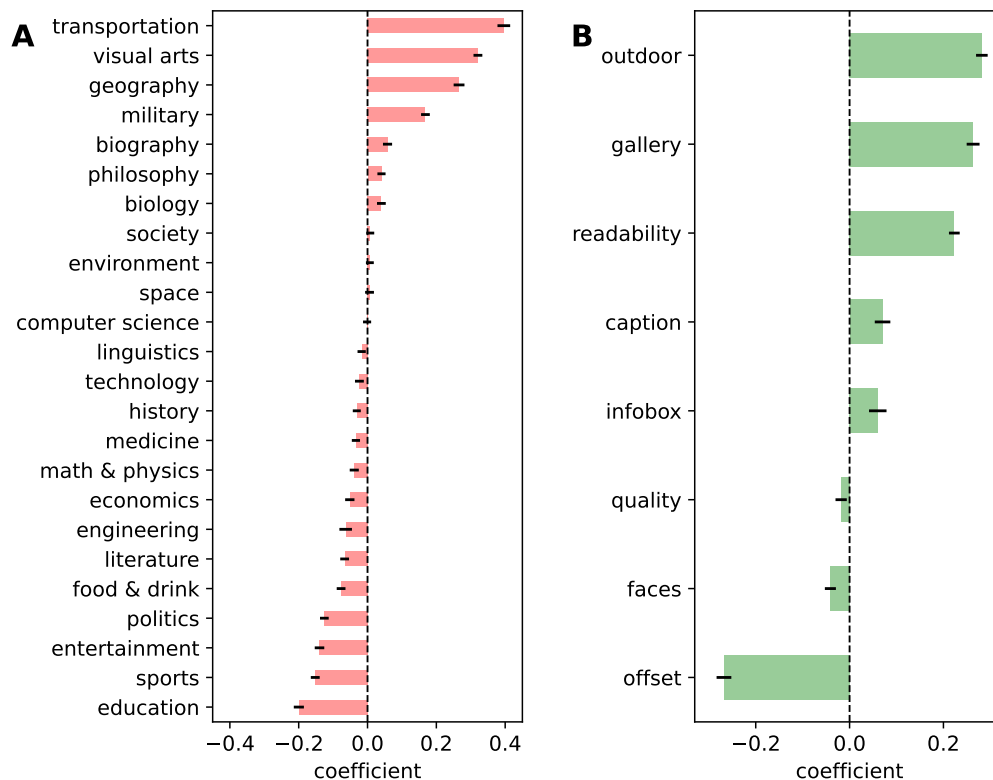 A
transportation
visual arts
geography
military
biography
philosophy
biology
society
environment
space
computer science
linguistics
technology
history
medicine
math & physics
economics
engineering
literature
food & drink
politics
entertainment
sports
education
−0.4 −0.2 0.0 0.2 0.4
coefficient
B
outdoor
gallery
readability
caption
infobox
quality
faces
offset
−0.2 0.0 0.2
coefficient